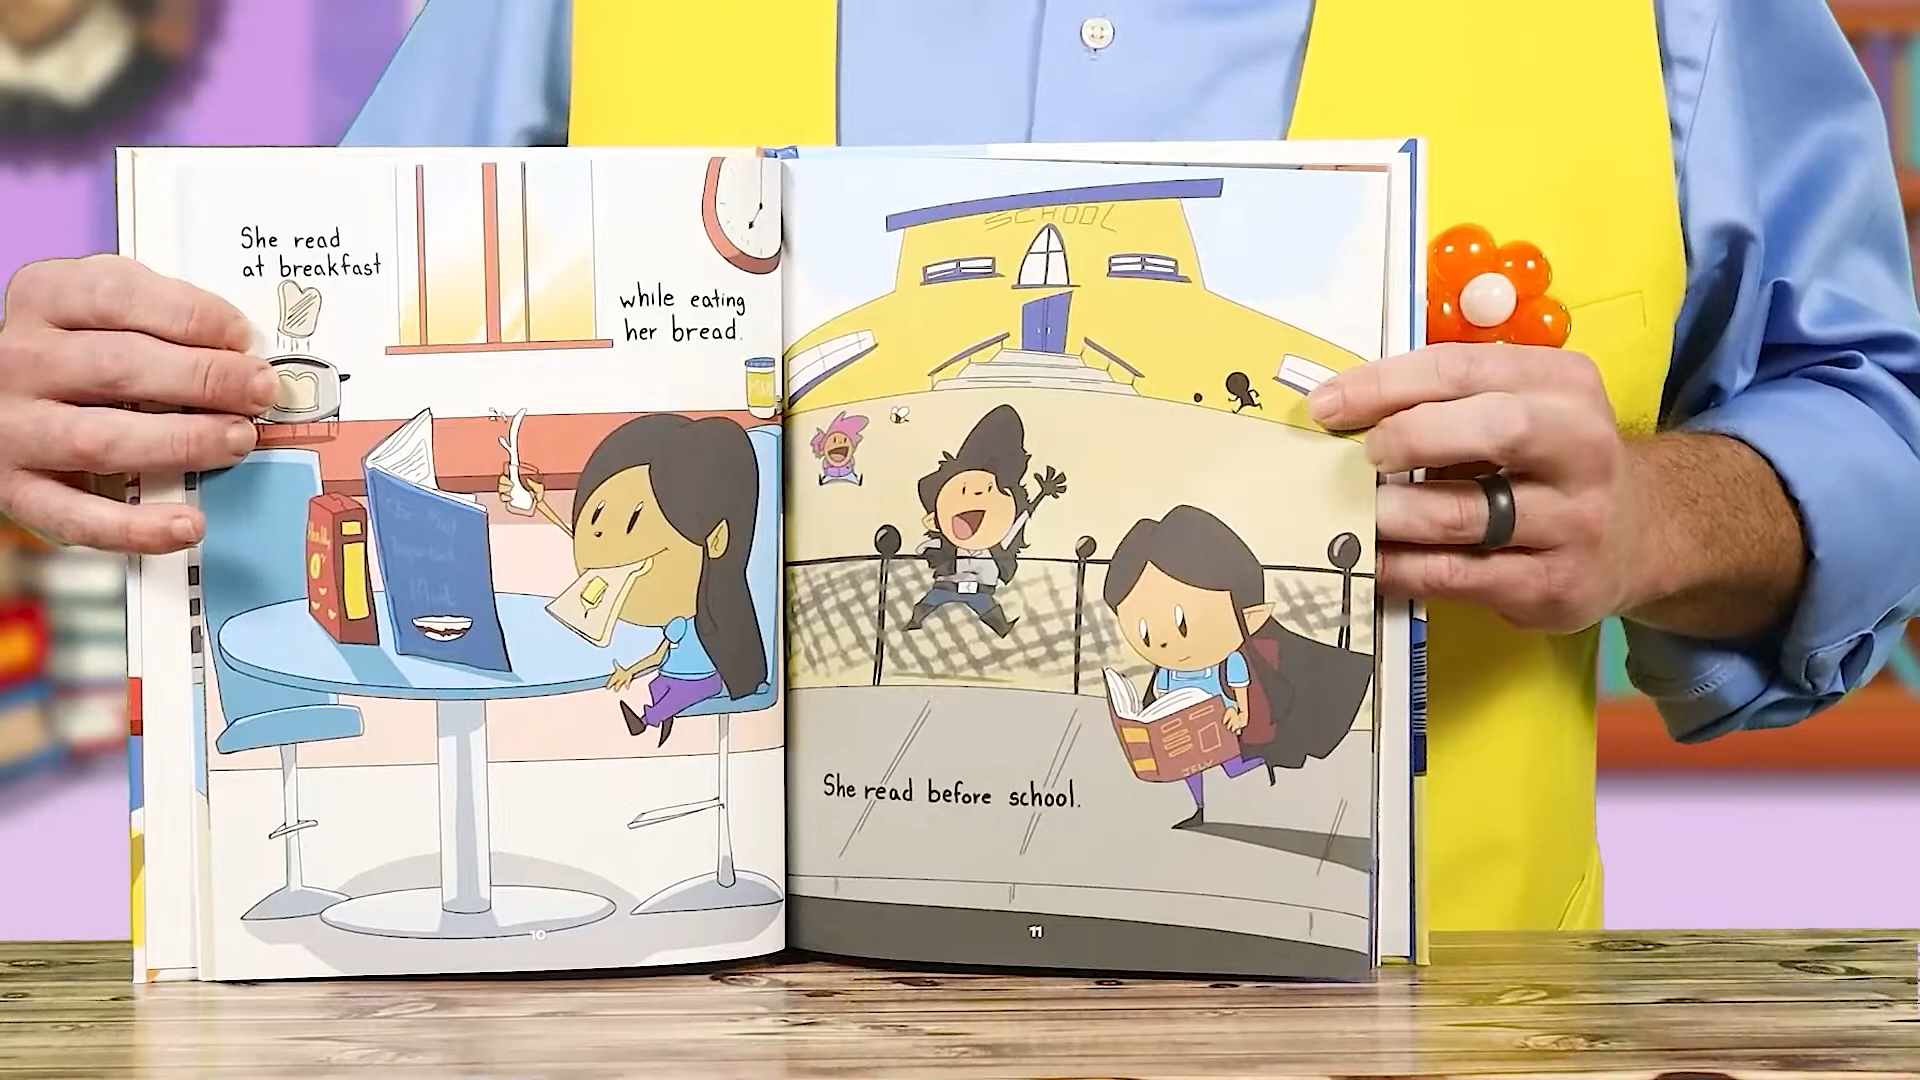 She read
at breakfast
while eating
her bread.
10
SCHOOL
She read before school.
11